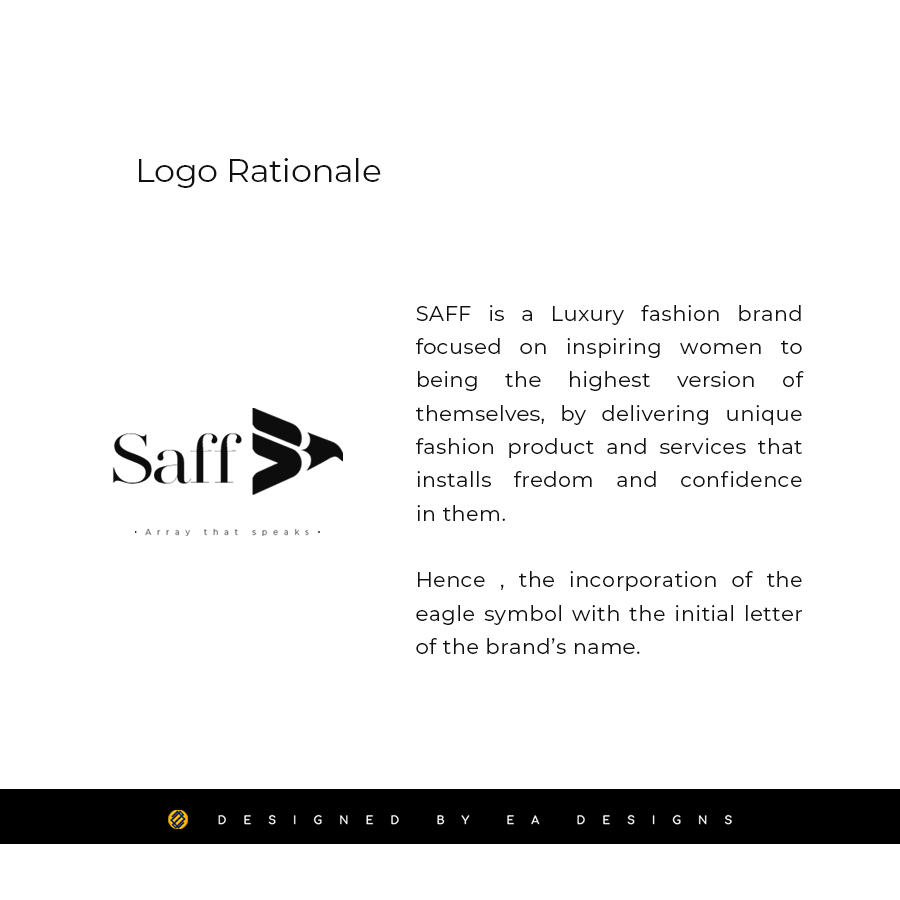 Logo Rationale
SAFF is a Luxury fashion brand
focused on inspiring women to
being the highest version of
themselves, by delivering unique
fashion product and services that
installs fredom and confidence
in them.
Hence , the incorporation of the
eagle symbol with the initial letter
of the brand’s name.
Saff
· Array that speaks ·
DESIGNED BY EA DESIGNS